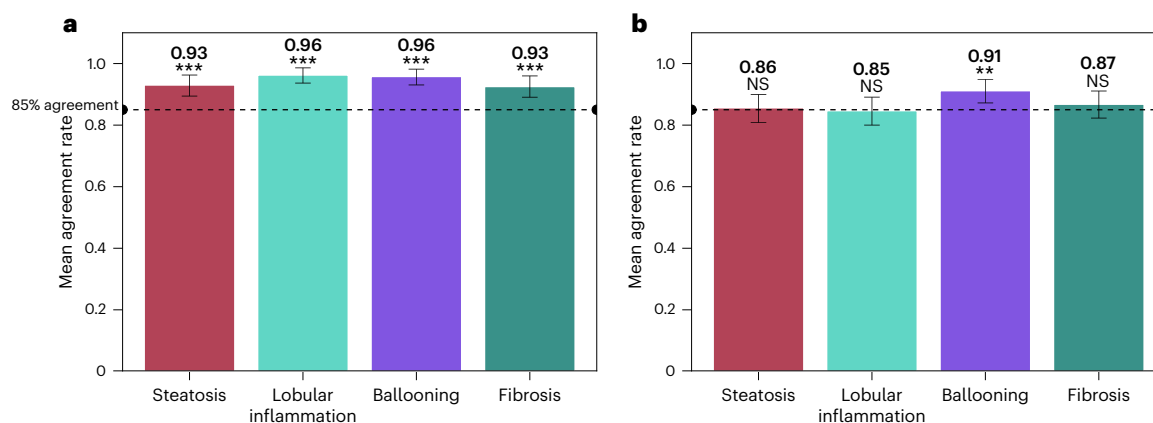 a
0.93
***
0.96
***
0.96
***
0.93
***
1.0
85% agreement
0.8
0.6
0.4
0.2
0
Mean agreement rate
Steatosis
Lobular
inflammation
Ballooning
Fibrosis
b
0.86
NS
0.85
NS
0.91
**
0.87
NS
1.0
0.8
0.6
0.4
0.2
0
Mean agreement rate
Steatosis
Lobular
inflammation
Ballooning
Fibrosis